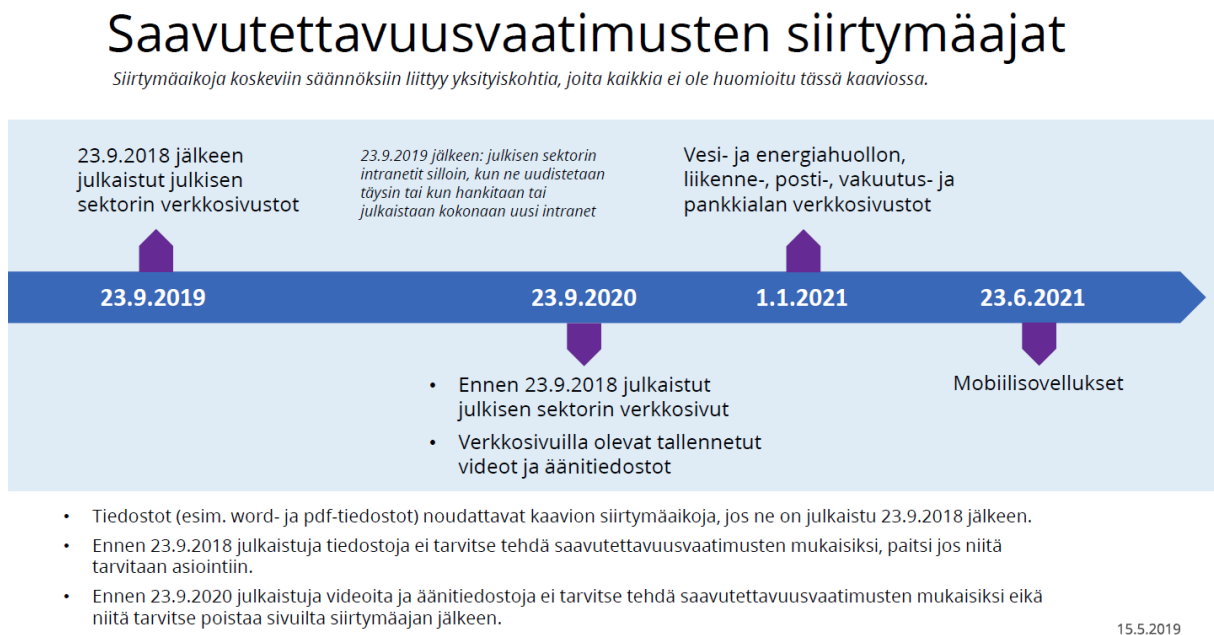 Saavutettavuusvaatimusten siirtymäajat
Siirtymäaikoja koskeviin säännöksiin liittyy yksityiskohtia, joita kaikkia ei ole huomioitu tässä kaaviossa.
23.9.2018 jälkeen
julkaistut julkisen
sektorin verkkosivustot
23.9.2019 jälkeen: julkisen sektorin
intranetit silloin, kun ne uudistetaan
täysin tai kun hankitaan tai
julkaistaan kokonaan uusi intranet
Vesi- ja energiahuollon,
liikenne-, posti-, vakuutus- ja
pankkialan verkkosivustot
23.9.2019
23.9.2020
1.1.2021
23.6.2021
• Ennen 23.9.2018 julkaistut
julkisen sektorin verkkosivut
• Verkkosivuilla olevat tallennetut
videot ja äänitiedostot
Mobiilisovellukset
• Tiedostot (esim. word- ja pdf-tiedostot) noudattavat kaavion siirtymäaikoja, jos ne on julkaistu 23.9.2018 jälkeen.
• Ennen 23.9.2018 julkaistuja tiedostoja ei tarvitse tehdä saavutettavuusvaatimusten mukaisiksi, paitsi jos niitä
tarvitaan asiointiin.
• Ennen 23.9.2020 julkaistuja videoita ja äänitiedostoja ei tarvitse tehdä saavutettavuusvaatimusten mukaisiksi eikä
niitä tarvitse poistaa sivuilta siirtymäajan jälkeen.
15.5.2019